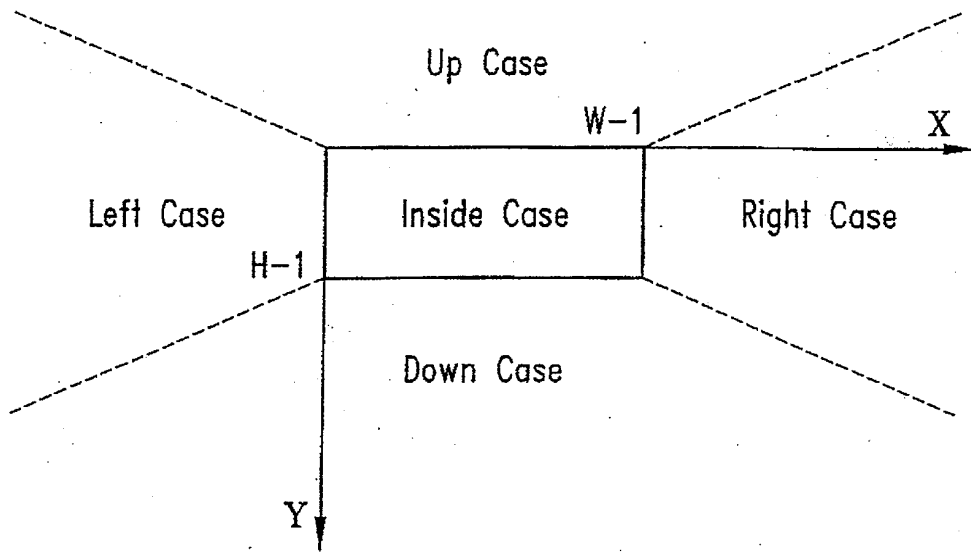 Up Case
W-1
X
Left Case
Inside Case
Right Case
H-1
Down Case
Y